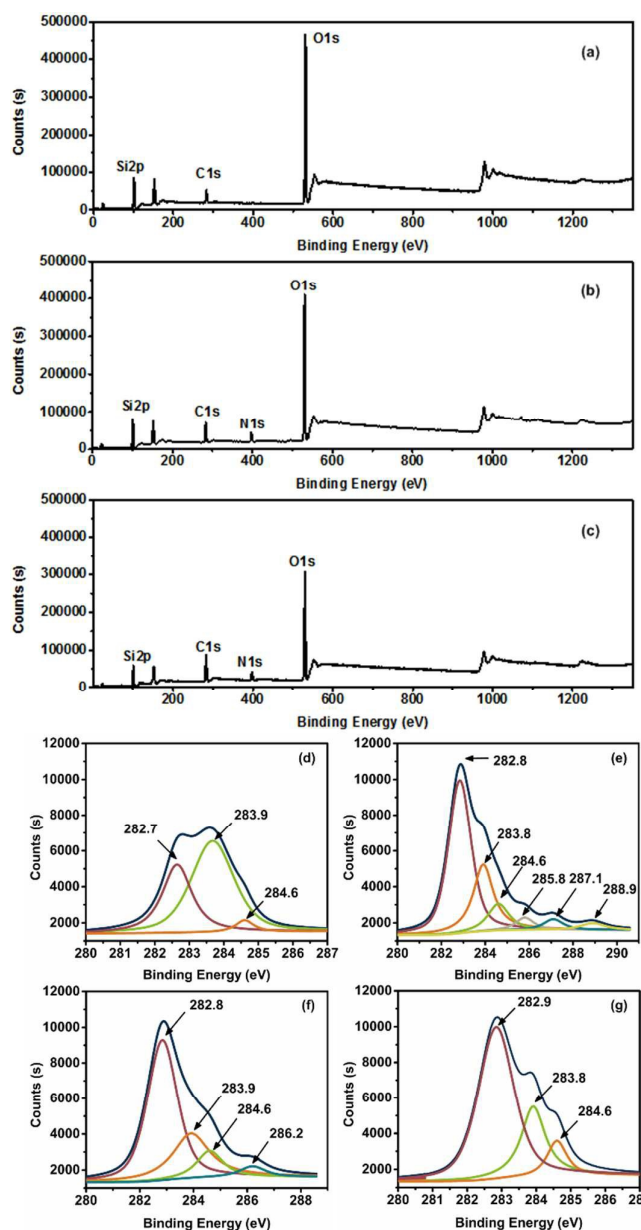 500000
O1s
(a)
400000
300000
200000
100000
Si2p
C1s
0
Counts (s)
0 200 400 600 800 1000 1200
Binding Energy (eV)
500000
O1s
(b)
400000
300000
200000
100000
Si2p
C1s
N1s
0
Counts (s)
0 200 400 600 800 1000 1200
Binding Energy (eV)
500000
(c)
400000
O1s
300000
200000
100000
Si2p
C1s
N1s
0
Counts (s)
0 200 400 600 800 1000 1200
Binding Energy (eV)
12000
(d)
10000
8000
282.7
283.9
6000
4000
284.6
2000
Counts (s)
280 281 282 283 284 285 286 287
Binding Energy (eV)
12000
(e)
282.8
10000
8000
283.8
6000
284.6
285.8
287.1
288.9
4000
2000
Counts (s)
280 282 284 286 288 290
Binding Energy (eV)
12000
(f)
282.8
10000
8000
283.9
6000
284.6
286.2
4000
2000
Counts (s)
280 282 284 286 288
Binding Energy (eV)
12000
(g)
282.9
10000
283.8
8000
284.6
6000
4000
2000
Counts (s)
280 281 282 283 284 285 286 287
Binding Energy (eV)